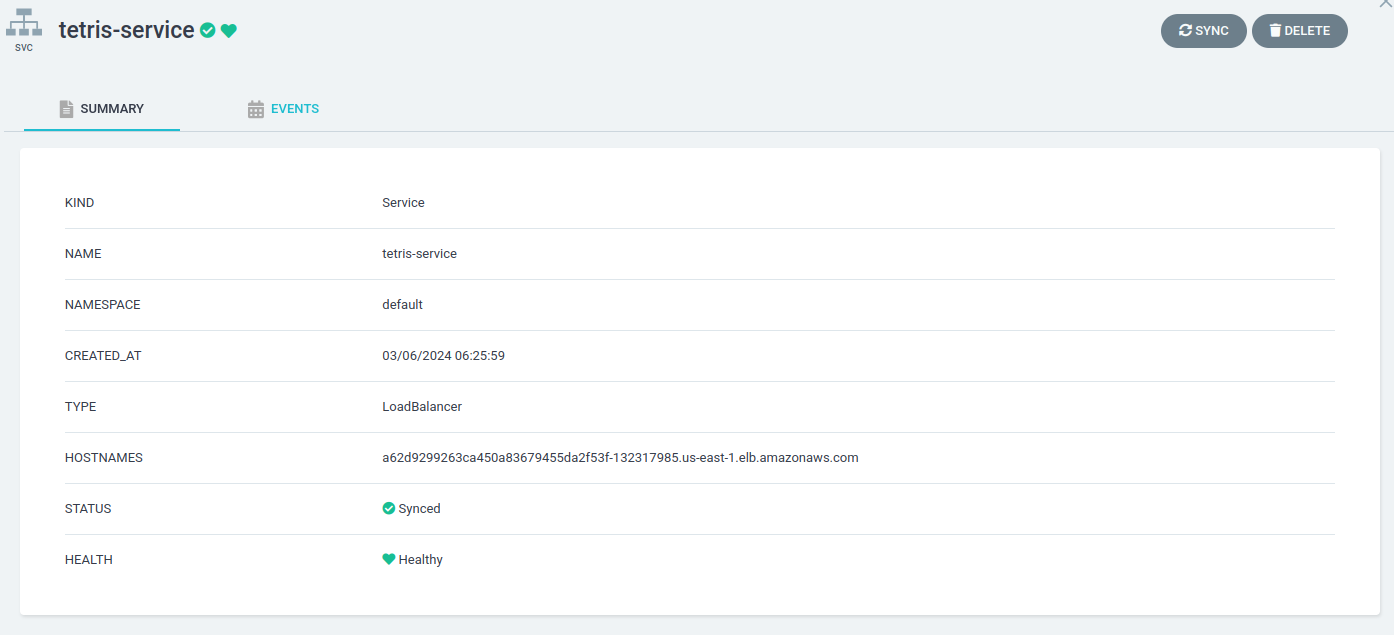 tetris-service
SYNC
DELETE
svc
SUMMARY
EVENTS
KIND Service
NAME tetris-service
NAMESPACE default
CREATED_AT 03/06/2024 06:25:59
TYPE LoadBalancer
HOSTNAMES a62d9299263ca450a83679455da2f53f-132317985.us-east-1.elb.amazonaws.com
STATUS Synced
HEALTH Healthy